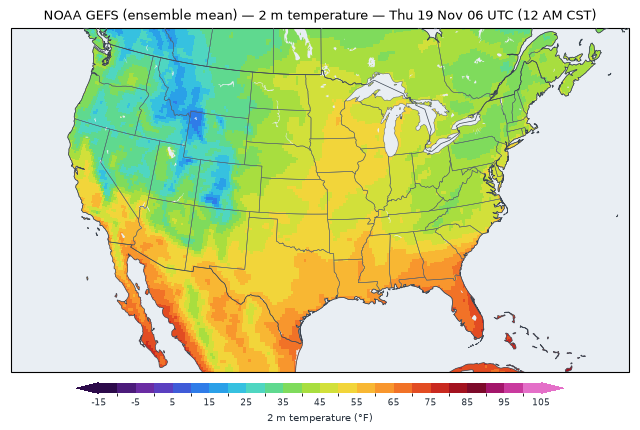 NOAA GEFS (ensemble mean) — 2 m temperature — Thu 19 Nov 06 UTC (12 AM CST)
-15 -5 5 15 25 35 45 55 65 75 85 95 105
2 m temperature (°F)